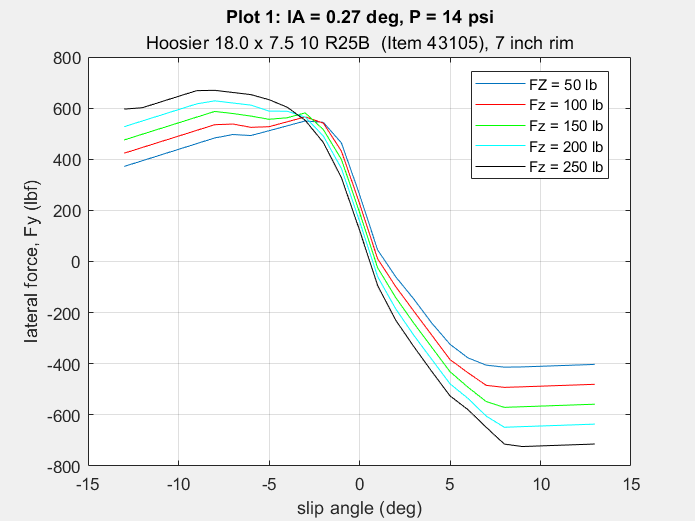 Plot 1: IA = 0.27 deg, P = 14 psi
Hoosier 18.0 x 7.5 10 R25B (Item 43105), 7 inch rim
800
600
400
200
0
-200
-400
-600
-800
lateral force, Fy (lbf)
FZ = 50 lb
Fz = 100 lb
Fz = 150 lb
Fz = 200 lb
Fz = 250 lb
-15
-10
-5
0
5
10
15
slip angle (deg)